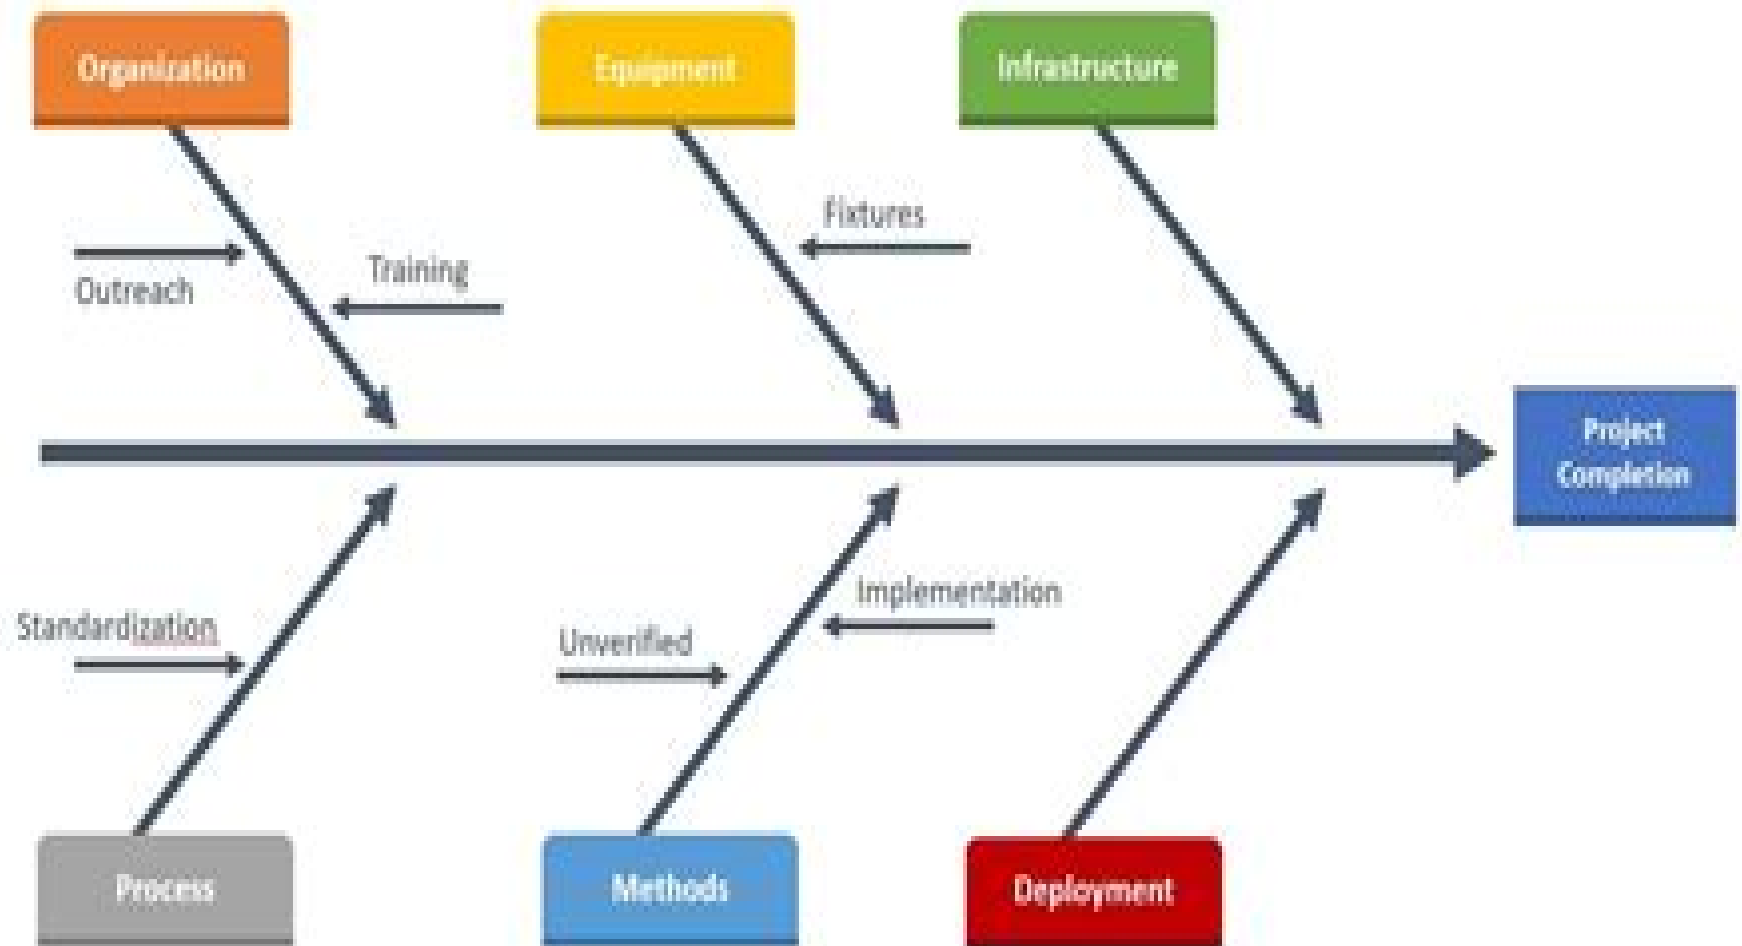 Organization
Equipment
Infrastructure
Fixtures
Training
Outreach
Project
Completion
Implementation
Standardization
Unverified
Process
Methods
Deployment